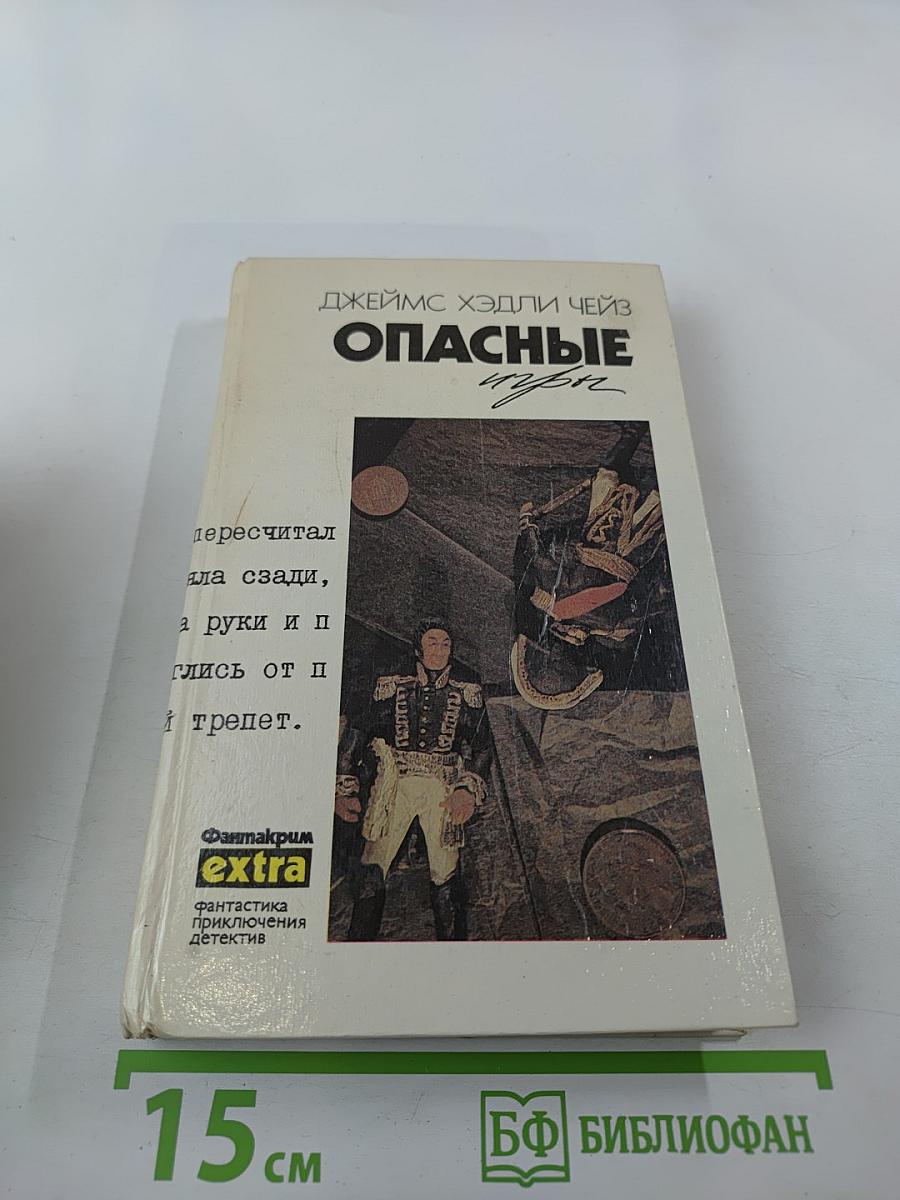 ДЖЕЙМС ХЭДЛИ ЧЕЙЗ
ОПАСНЫЕ
игры
пересчитал
яла сзади,
а руки и п
глись от п
й трепет.
Фантакрим
extra
фантастика
приключения
детектив
15 см
БФ БИБЛИОФАН